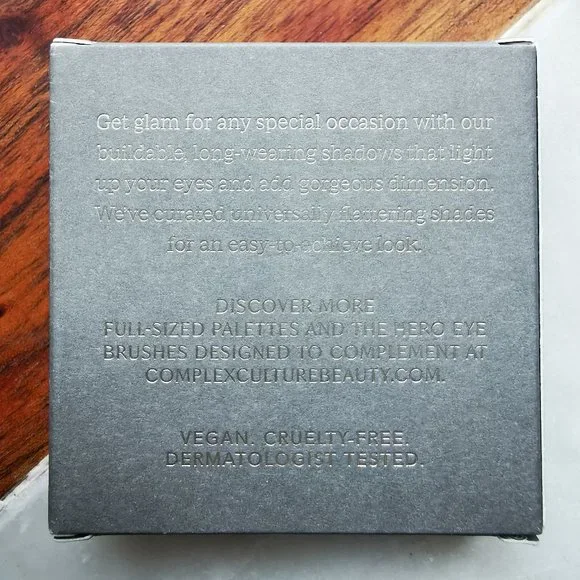 Get glam for any special occasion with our
buildable, long-wearing shadows that light
up your eyes and add gorgeous dimension.
We've curated universally flattering shades
for an easy-to-achieve look.
DISCOVER MORE
FULL-SIZED PALETTES AND THE HERO EYE
BRUSHES DESIGNED TO COMPLEMENT AT
COMPLEXCULTUREBEAUTY.COM.
VEGAN. CRUELTY-FREE.
DERMATOLOGIST TESTED.